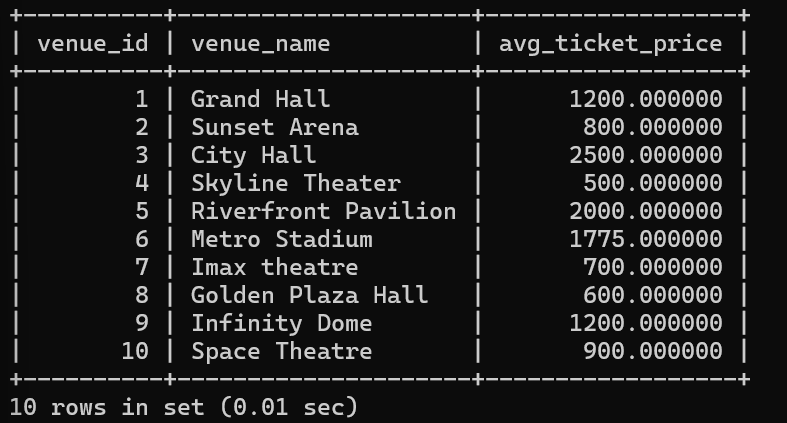 +----------+---------------------+------------------+
| venue_id | venue_name          | avg_ticket_price |
+----------+---------------------+------------------+
|        1 | Grand Hall          |      1200.000000 |
|        2 | Sunset Arena        |       800.000000 |
|        3 | City Hall           |      2500.000000 |
|        4 | Skyline Theater     |       500.000000 |
|        5 | Riverfront Pavilion |      2000.000000 |
|        6 | Metro Stadium       |      1775.000000 |
|        7 | Imax theatre        |       700.000000 |
|        8 | Golden Plaza Hall   |       600.000000 |
|        9 | Infinity Dome       |      1200.000000 |
|       10 | Space Theatre       |       900.000000 |
+----------+---------------------+------------------+
10 rows in set (0.01 sec)